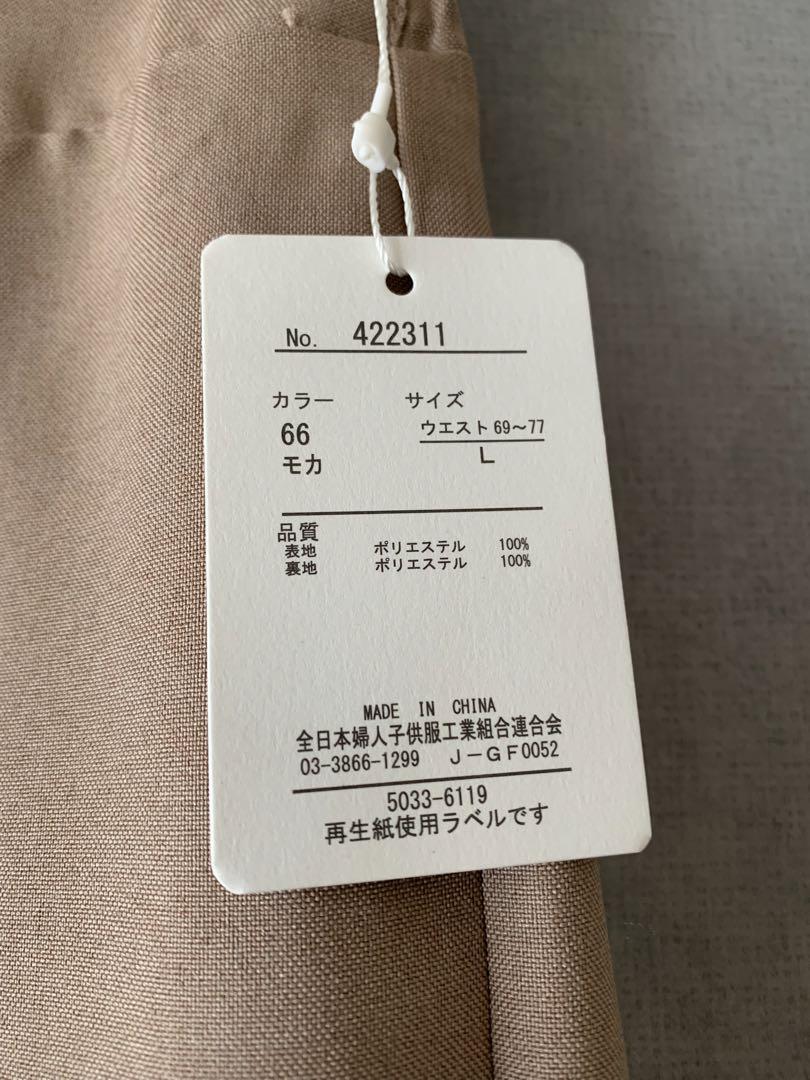 No. 422311
カラー サイズ
66 ウエスト 69～77
モカ L
品質
表地 ポリエステル 100%
裏地 ポリエステル 100%
MADE IN CHINA
全日本婦人子供服工業組合連合会
03-3866-1299 J－GF0052
5033-6119
再生紙使用ラベルです